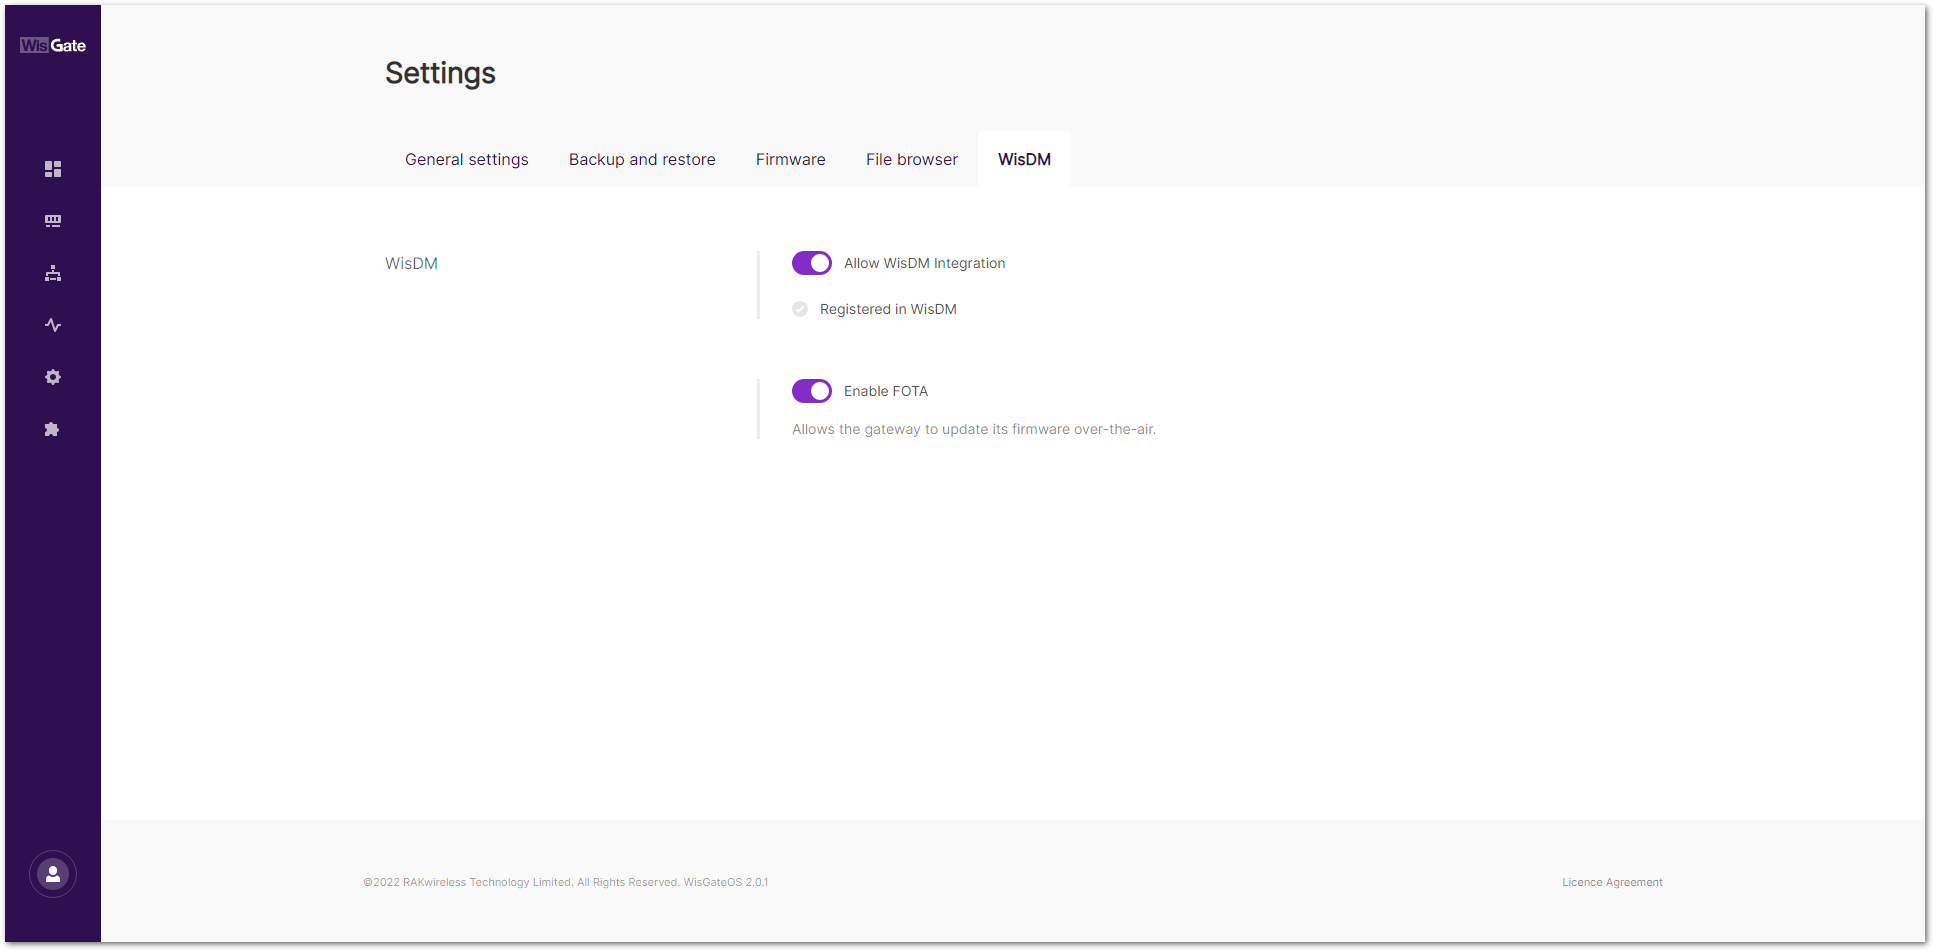 WisGate
Settings
General settings
Backup and restore
Firmware
File browser
WisDM
WisDM
Allow WisDM Integration
Registered in WisDM
Enable FOTA
Allows the gateway to update its firmware over-the-air.
©2022 RAKwireless Technology Limited. All Rights Reserved. WisGateOS 2.0.1
Licence Agreement